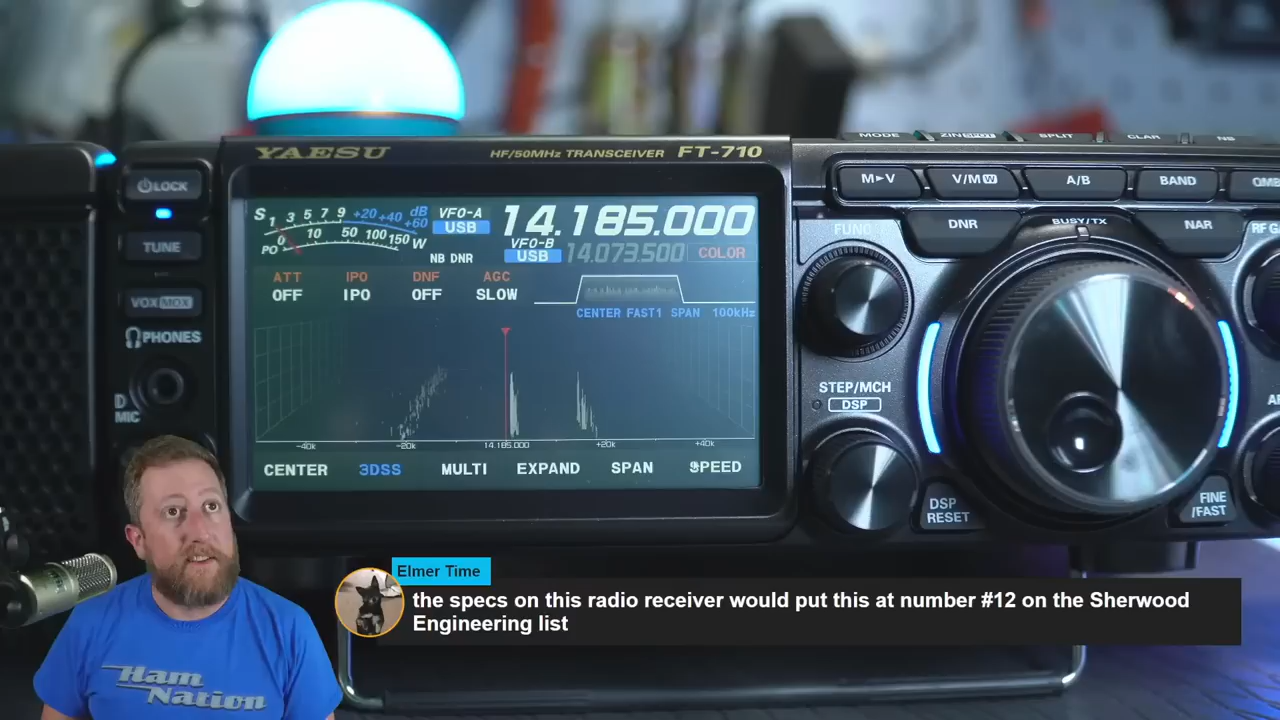 MODE ZIN/SPOT SPLIT CLAR NB
YAESU HF/50MHz TRANSCEIVER FT-710
LOCK
M►V V/M W A/B BAND QMB
TUNE
S 1 3 5 7 9 +20 +40 +60 dB
PO 0 10 50 100 150 W
VFO-A
USB
14.185.000
VFO-B
USB
14.073.500
COLOR
NB DNR
FUNC
DNR BUSY/TX NAR
ATT IPO DNF AGC
OFF IPO OFF SLOW
VOX MOX
PHONES
CENTER FAST1 SPAN 100kHz
MIC
STEP/MCH
DSP
-40k -20k 14.185.000 +20k +40k
CENTER 3DSS MULTI EXPAND SPAN SPEED
DSP
RESET
FINE
/FAST
Elmer Time
the specs on this radio receiver would put this at number #12 on the Sherwood
Engineering list
Ham
Nation